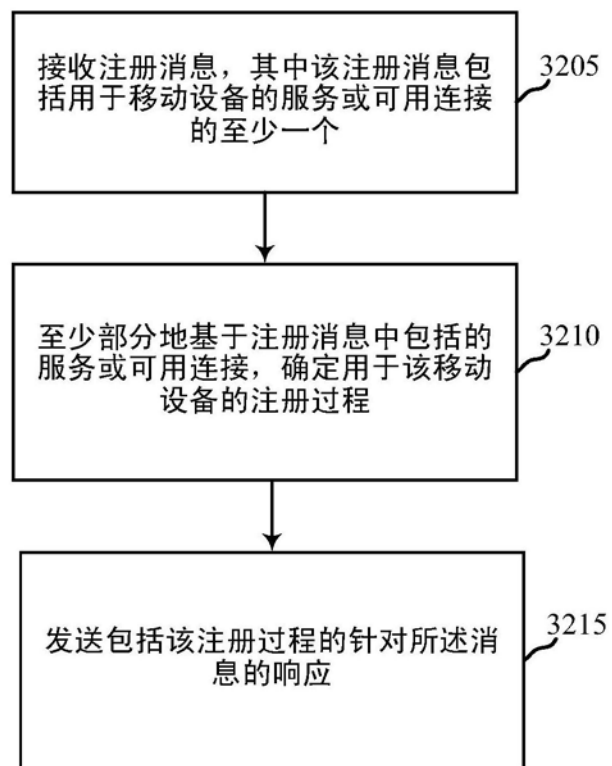 接收注册消息，其中该注册消息包
括用于移动设备的服务或可用连接
的至少一个
3205
至少部分地基于注册消息中包括的
服务或可用连接，确定用于该移动
设备的注册过程
3210
发送包括该注册过程的针对所述消
息的响应
3215